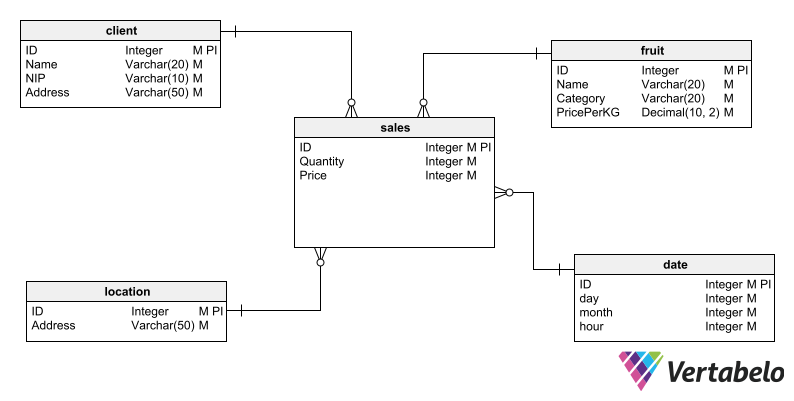 client
ID Integer M PI
Name Varchar(20) M
NIP Varchar(10) M
Address Varchar(50) M
fruit
ID Integer M PI
Name Varchar(20) M
Category Varchar(20) M
PricePerKG Decimal(10, 2) M
sales
ID Integer M PI
Quantity Integer M
Price Integer M
location
ID Integer M PI
Address Varchar(50) M
date
ID Integer M PI
day Integer M
month Integer M
hour Integer M
Vertabelo